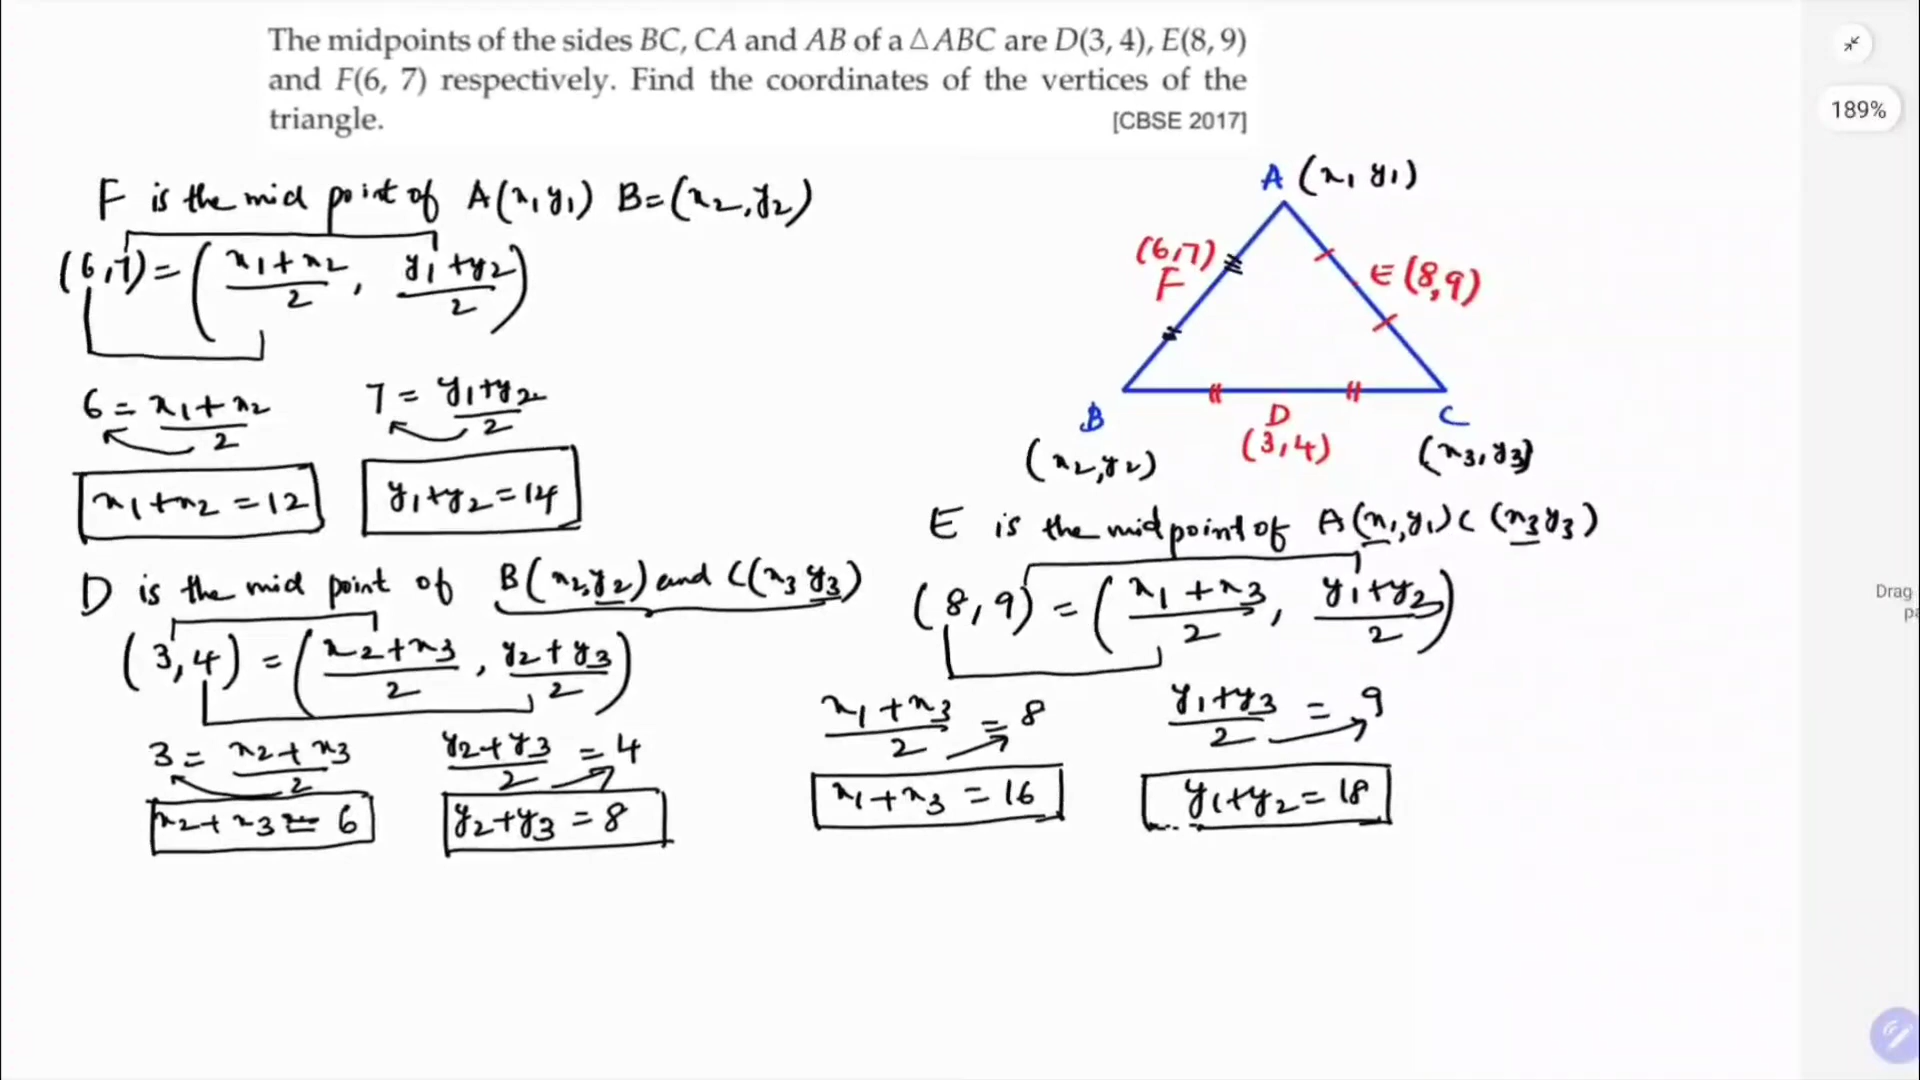 The midpoints of the sides BC, CA and AB of a △ ABC are D(3, 4), E(8, 9)
and F(6, 7) respectively. Find the coordinates of the vertices of the
triangle. [CBSE 2017]
189%
F is the mid point of A(x1 y1) B=(x2,y2)
(6,7) = (x1+x2/2, y1+y2/2)
6 = x1+x2/2 7 = y1+y2/2
x1+x2 = 12 y1+y2 = 14
D is the mid point of B(x2,y2) and C(x3 y3)
(3,4) = (x2+x3/2, y2+y3/2)
3 = x2+x3/2 y2+y3/2 = 4
x2+x3 = 6 y2+y3 = 8
A (x1 y1)
(6,7)
F
E (8,9)
B D C
(x2,y2) (3,4) (x3,y3)
E is the midpoint of A(x1,y1) C (x3 y3)
(8,9) = (x1+x3/2, y1+y2/2)
x1+x3/2 = 8 y1+y3/2 = 9
x1+x3 = 16 y1+y2 = 18
Drag